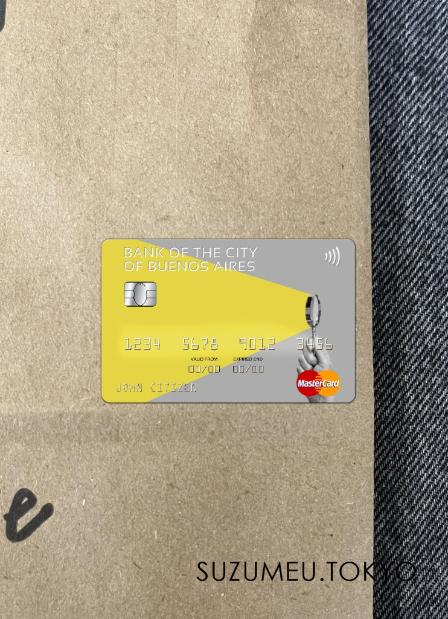 BANK OF THE CITY
OF BUENOS AIRES
1234 5678 9012 3456
VALID FROM EXPIRED END
00/00 00/00
JOHN CITIZEN
MasterCard
e
SUZUMEU.TOKYO